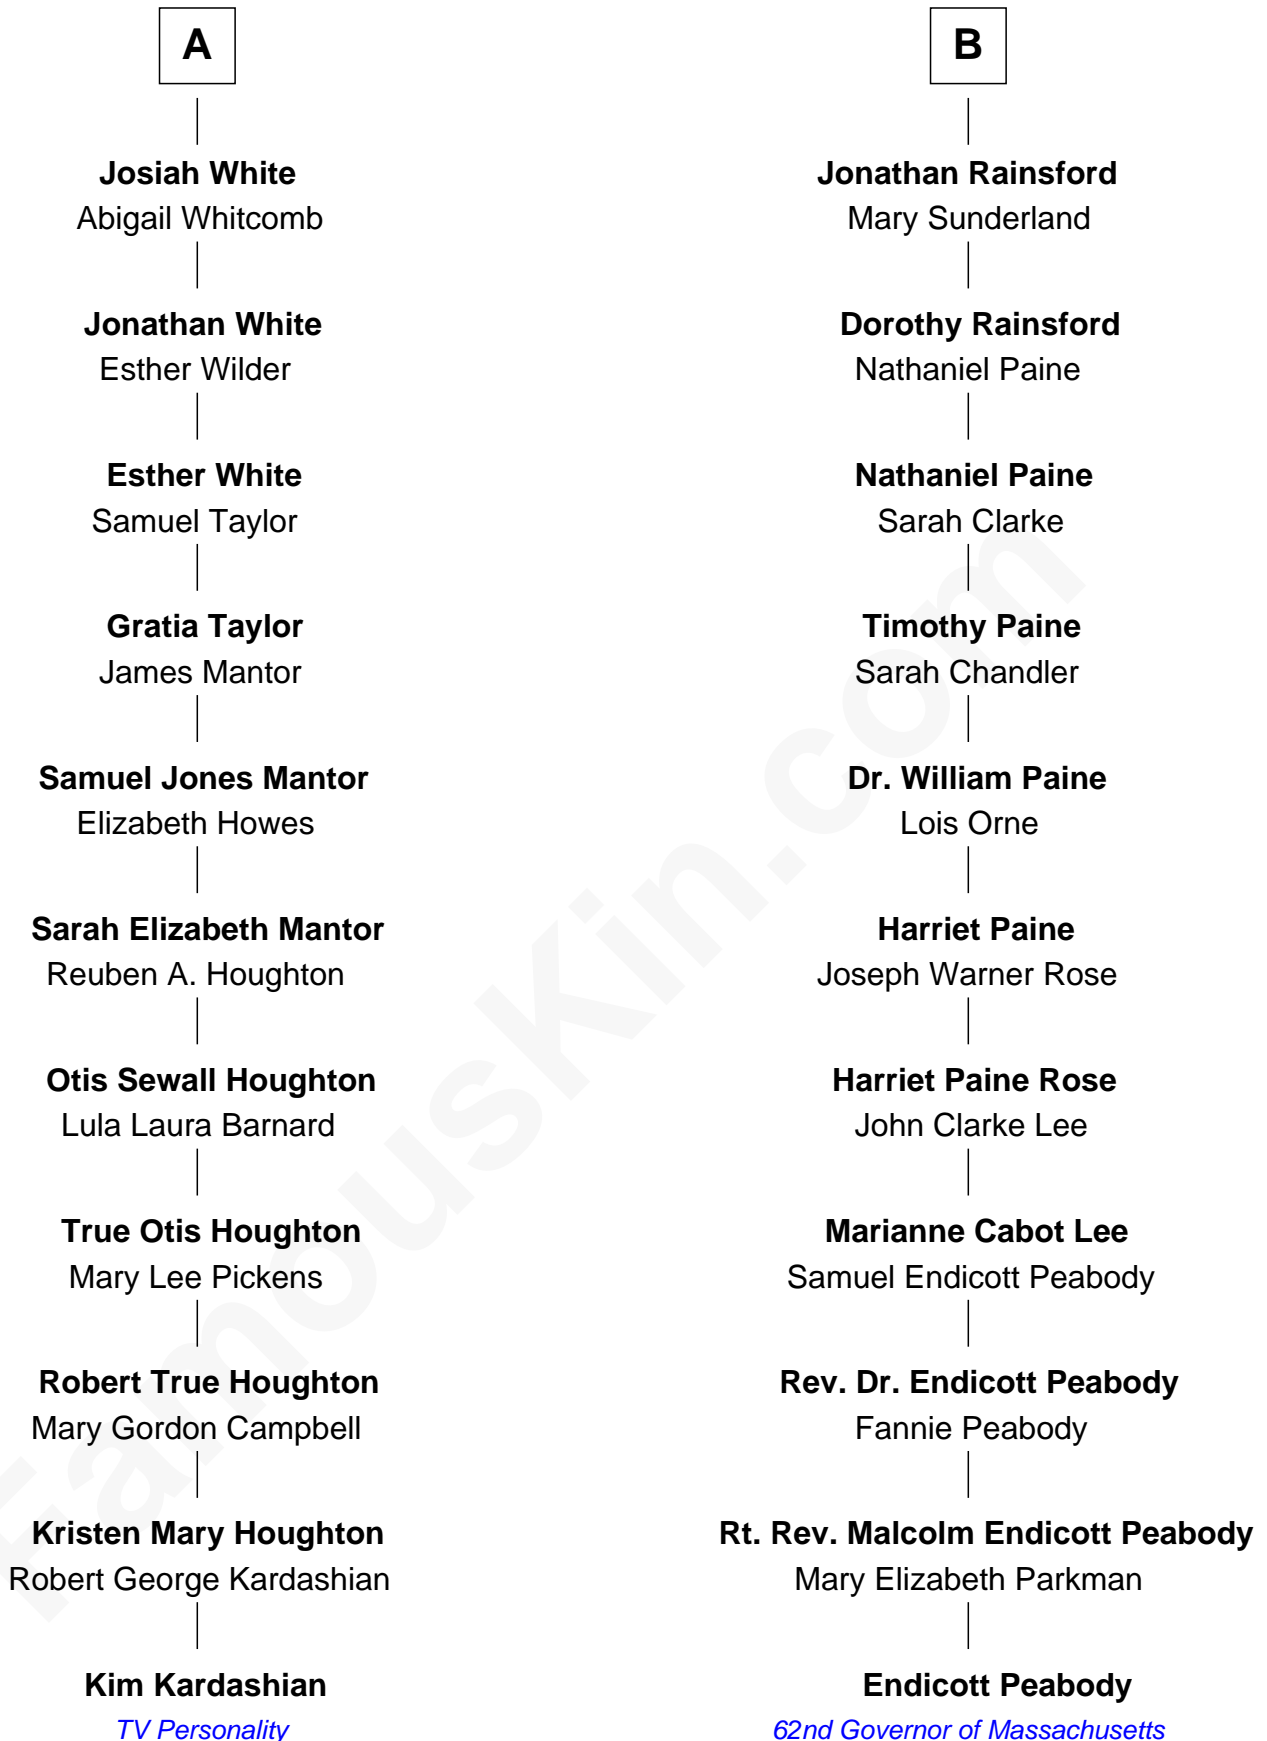 A
Josiah White
Abigail Whitcomb
Jonathan White
Esther Wilder
Esther White
Samuel Taylor
Gratia Taylor
James Mantor
Samuel Jones Mantor
Elizabeth Howes
Sarah Elizabeth Mantor
Reuben A. Houghton
Otis Sewall Houghton
Lula Laura Barnard
True Otis Houghton
Mary Lee Pickens
Robert True Houghton
Mary Gordon Campbell
Kristen Mary Houghton
Robert George Kardashian
Kim Kardashian
TV Personality
B
Jonathan Rainsford
Mary Sunderland
Dorothy Rainsford
Nathaniel Paine
Nathaniel Paine
Sarah Clarke
Timothy Paine
Sarah Chandler
Dr. William Paine
Lois Orne
Harriet Paine
Joseph Warner Rose
Harriet Paine Rose
John Clarke Lee
Marianne Cabot Lee
Samuel Endicott Peabody
Rev. Dr. Endicott Peabody
Fannie Peabody
Rt. Rev. Malcolm Endicott Peabody
Mary Elizabeth Parkman
Endicott Peabody
62nd Governor of Massachusetts
FamousKin.com